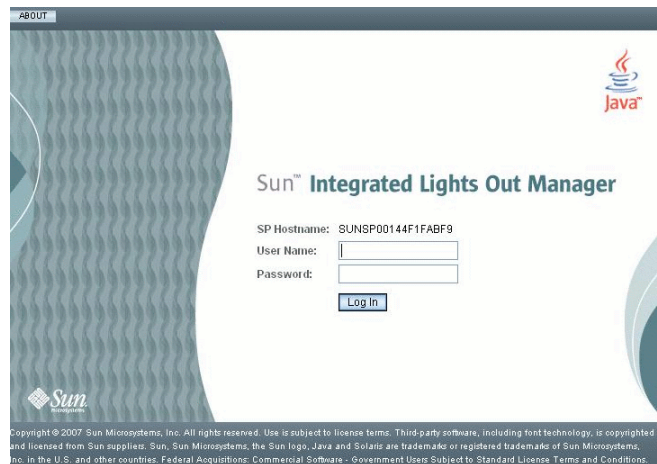 ABOUT
Java™
Sun™ Integrated Lights Out Manager
SP Hostname: SUNSP00144F1FABF9
User Name:
Password:
Log In
Sun
Microsystems
Copyright © 2007 Sun Microsystems, Inc. All rights reserved. Use is subject to license terms. Third-party software, including font technology, is copyrighted
and licensed from Sun suppliers. Sun, Sun Microsystems, the Sun logo, Java and Solaris are trademarks or registered trademarks of Sun Microsystems,
Inc. in the U.S. and other countries. Federal Acquisitions: Commercial Software - Government Users Subject to Standard License Terms and Conditions.